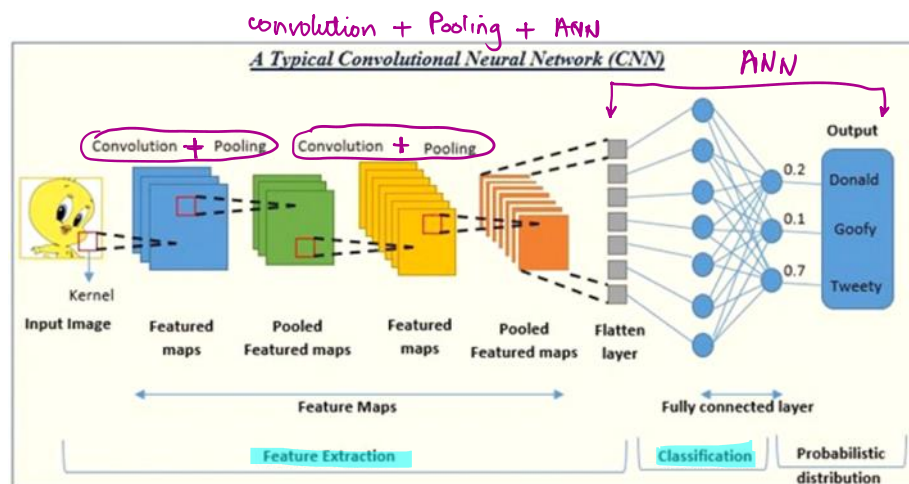 convolution + Pooling + ANN
A Typical Convolutional Neural Network (CNN)
ANN
Convolution + Pooling
Convolution + Pooling
Output
0.2
Donald
0.1
Goofy
0.7
Tweety
Kernel
Input Image
Featured maps
Pooled Featured maps
Featured maps
Pooled Featured maps
Flatten layer
Feature Maps
Fully connected layer
Feature Extraction
Classification
Probabilistic distribution